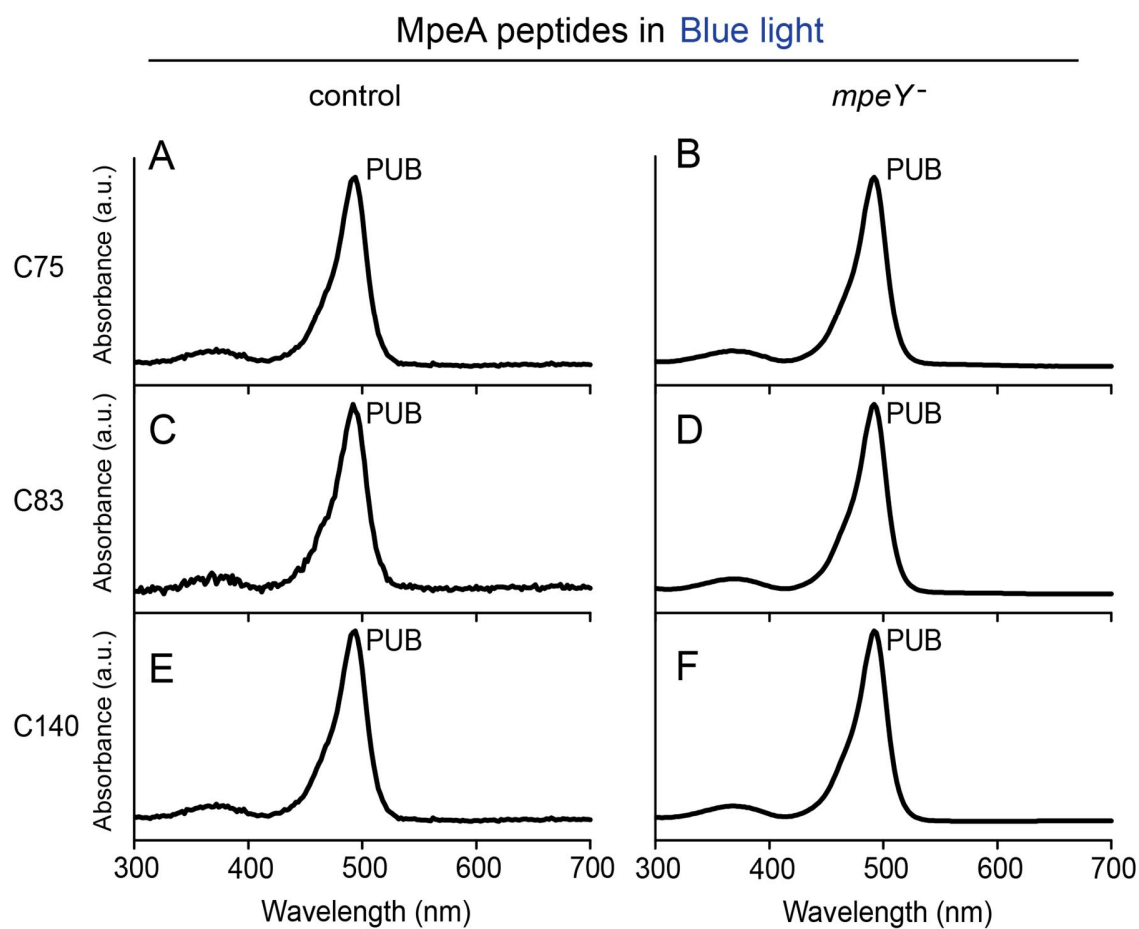 MpeA peptides in Blue light
control
mpeY-
A
PUB
B
PUB
C75
Absorbance (a.u.)
C
PUB
D
PUB
C83
Absorbance (a.u.)
E
PUB
F
PUB
C140
Absorbance (a.u.)
300 400 500 600 700
300 400 500 600 700
Wavelength (nm)
Wavelength (nm)